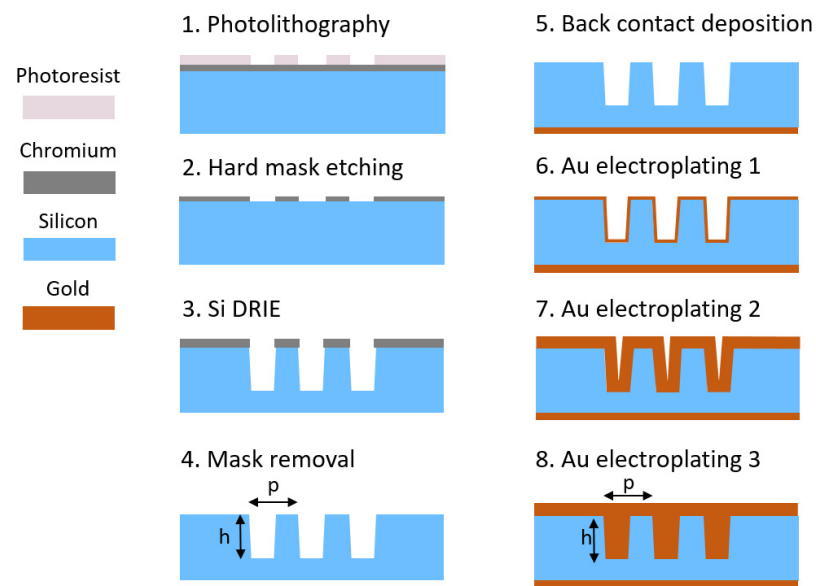 Photoresist
Chromium
Silicon
Gold
1. Photolithography
2. Hard mask etching
3. Si DRIE
4. Mask removal
p
h
5. Back contact deposition
6. Au electroplating 1
7. Au electroplating 2
8. Au electroplating 3
p
h